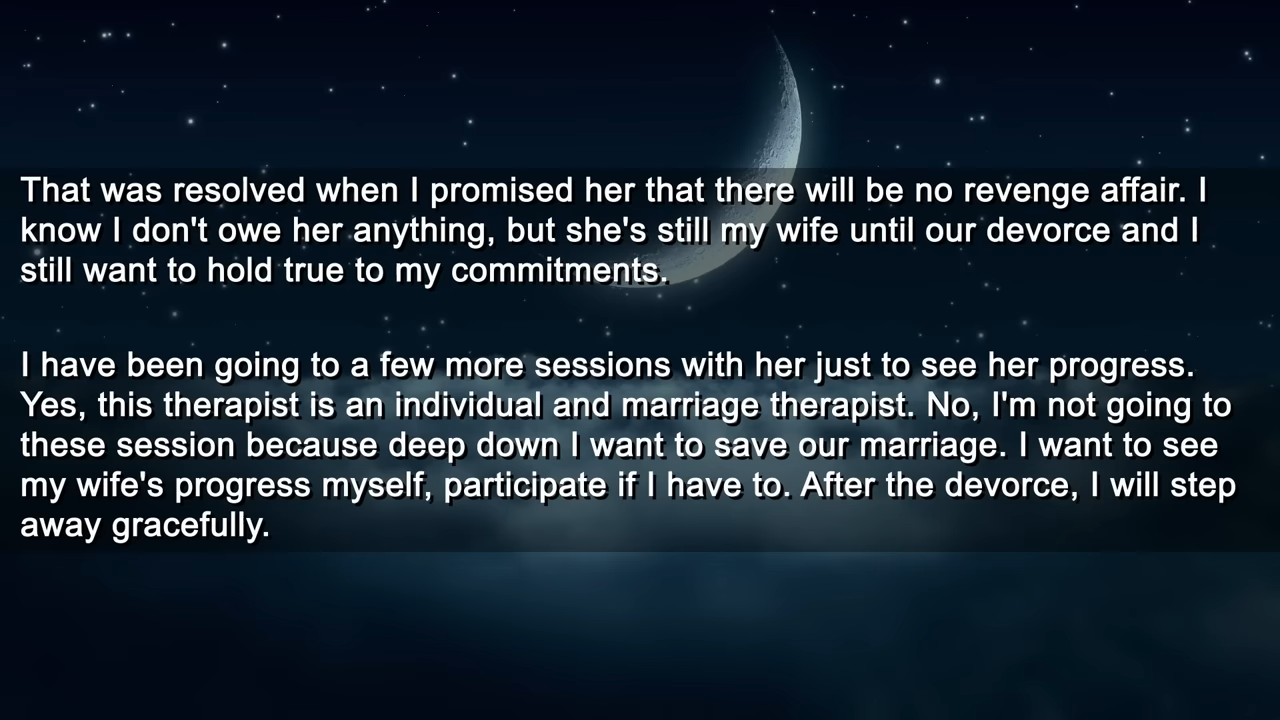 That was resolved when I promised her that there will be no revenge affair. I
know I don't owe her anything, but she's still my wife until our devorce and I
still want to hold true to my commitments.
I have been going to a few more sessions with her just to see her progress.
Yes, this therapist is an individual and marriage therapist. No, I'm not going to
these session because deep down I want to save our marriage. I want to see
my wife's progress myself, participate if I have to. After the devorce, I will step
away gracefully.